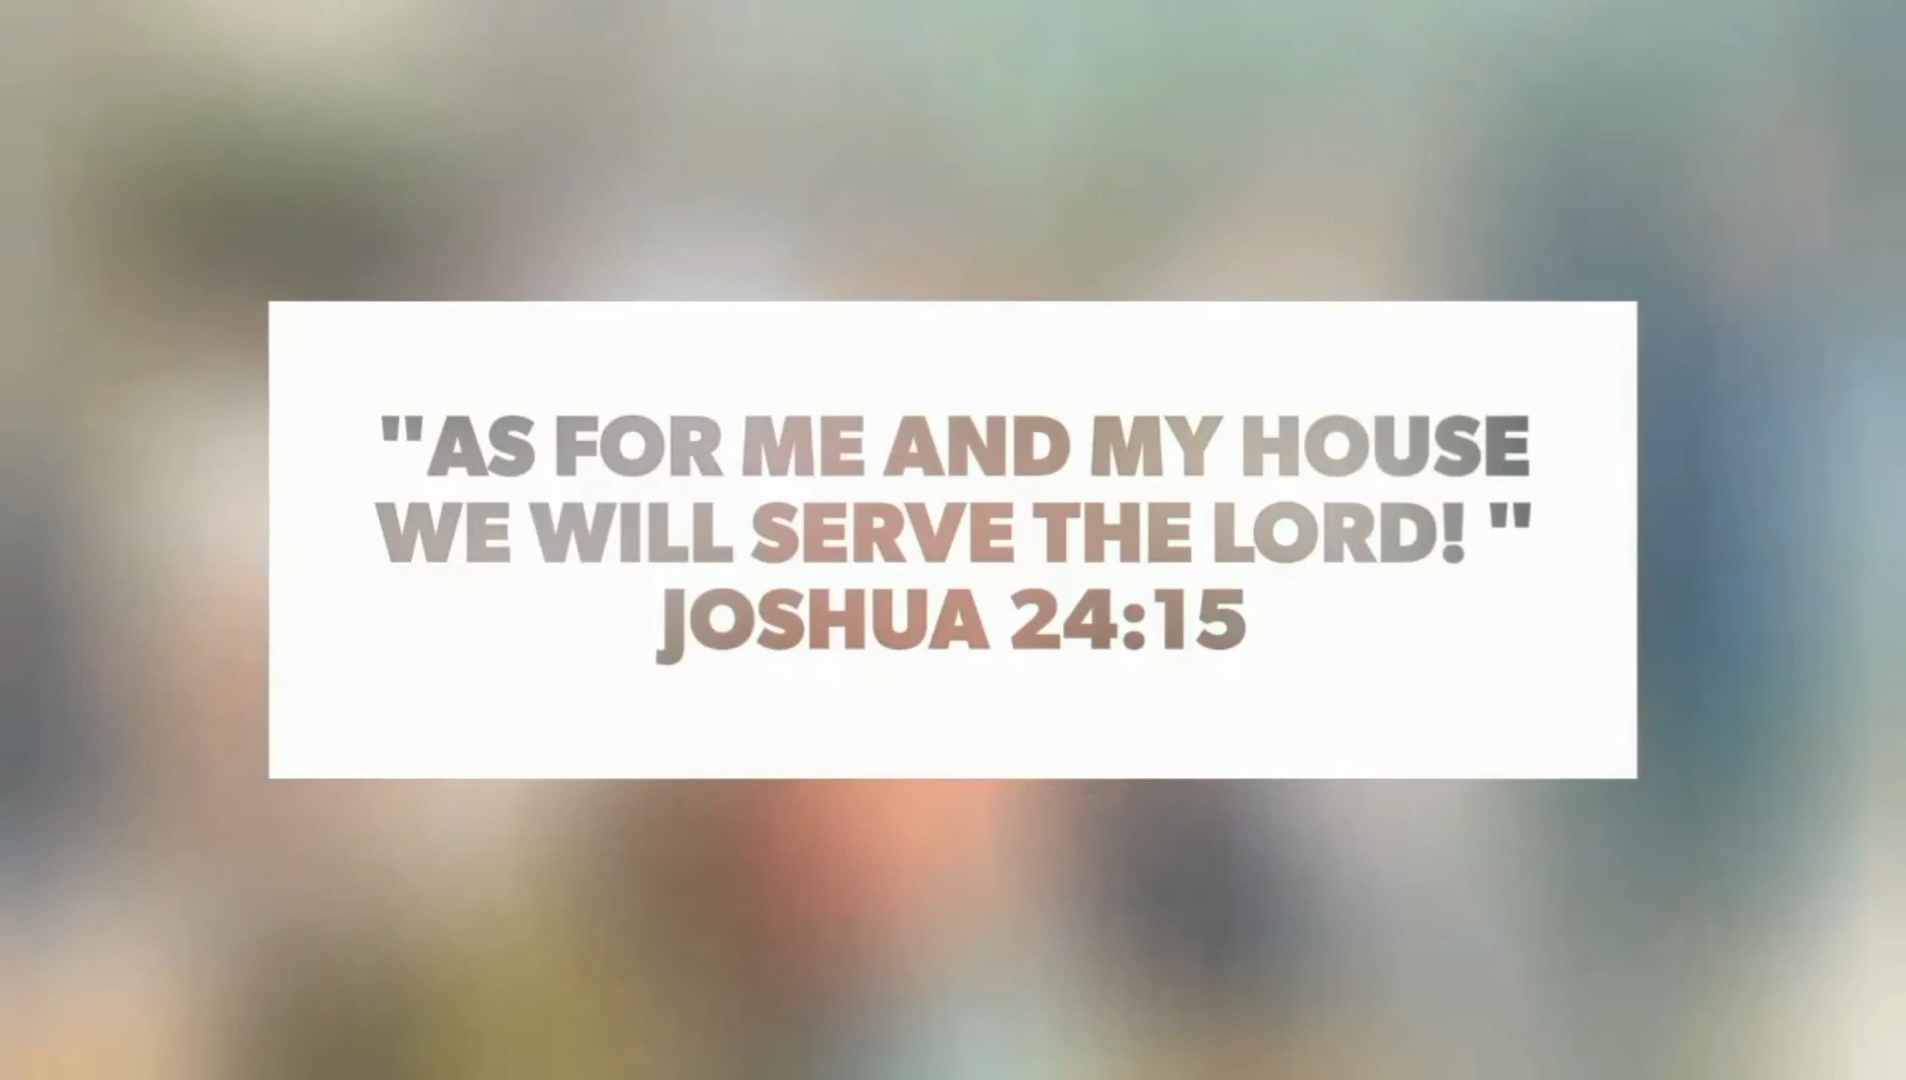 "AS FOR ME AND MY HOUSE
WE WILL SERVE THE LORD! "
JOSHUA 24:15